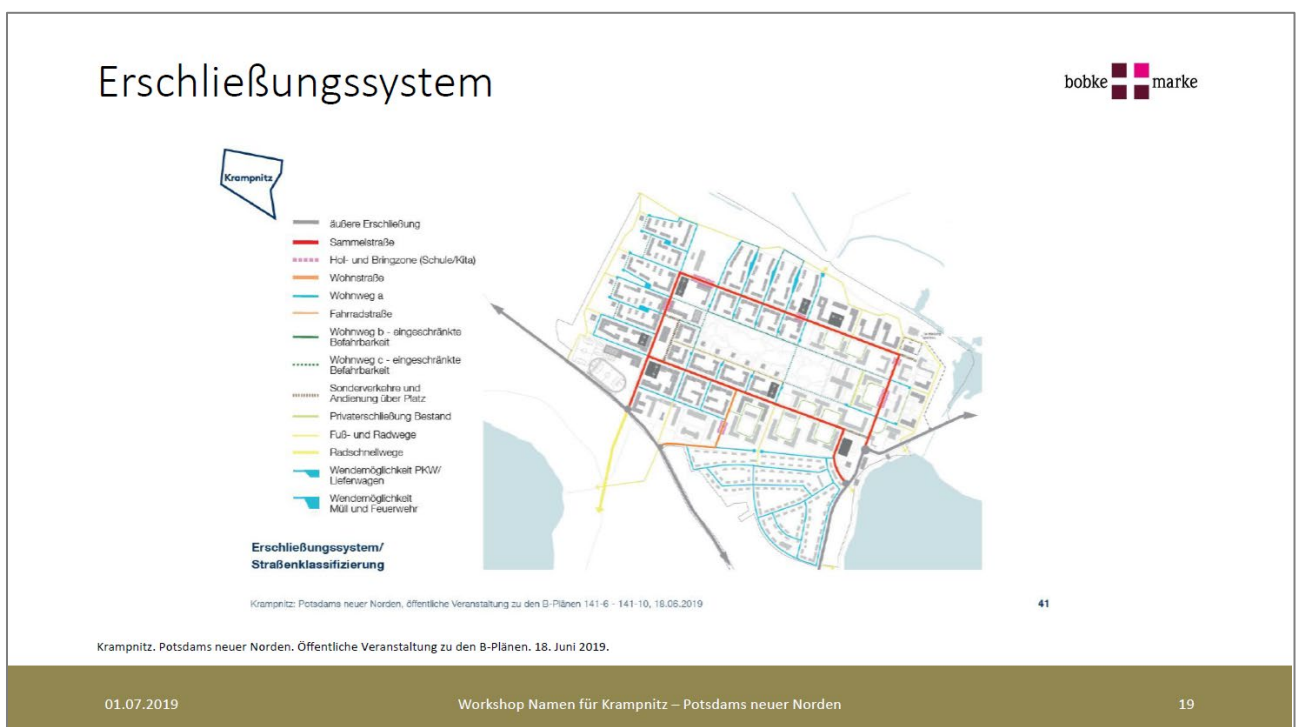 Erschließungssystem
bobke marke
Krampnitz
äußere Erschließung
Sammelstraße
Hol- und Bringzone (Schule/Kita)
Wohnstraße
Wohnweg a
Fahrradstraße
Wohnweg b - eingeschränkte
Befahrbarkeit
Wohnweg c - eingeschränkte
Befahrbarkeit
Sonderverkehre und
Andienung über Platz
Privaterschließung Bestand
Fuß- und Radwege
Radschnellwege
Wendemöglichkeit PKW/
Lieferwagen
Wendemöglichkeit
Müll und Feuerwehr
Erschließungssystem/
Straßenklassifizierung
Krampnitz: Potsdams neuer Norden, öffentliche Veranstaltung zu den B-Plänen 141-6 - 141-10, 18.06.2019
41
Krampnitz. Potsdams neuer Norden. Öffentliche Veranstaltung zu den B-Plänen. 18. Juni 2019.
01.07.2019
Workshop Namen für Krampnitz – Potsdams neuer Norden
19